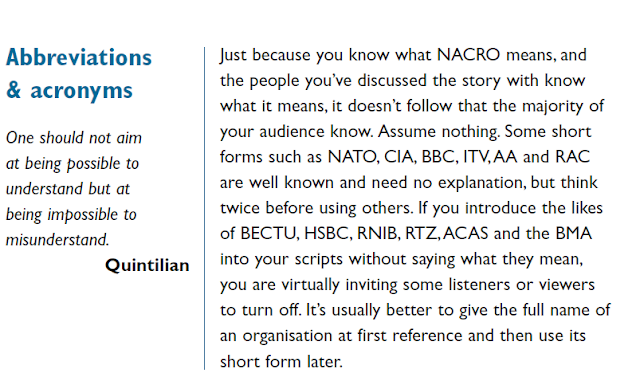 Abbreviations
& acronyms
One should not aim
at being possible to
understand but at
being impossible to
misunderstand.
Quintilian
Just because you know what NACRO means, and
the people you’ve discussed the story with know
what it means, it doesn’t follow that the majority of
your audience know. Assume nothing. Some short
forms such as NATO, CIA, BBC, ITV, AA and RAC
are well known and need no explanation, but think
twice before using others. If you introduce the likes
of BECTU, HSBC, RNIB, RTZ, ACAS and the BMA
into your scripts without saying what they mean,
you are virtually inviting some listeners or viewers
to turn off. It’s usually better to give the full name of
an organisation at first reference and then use its
short form later.